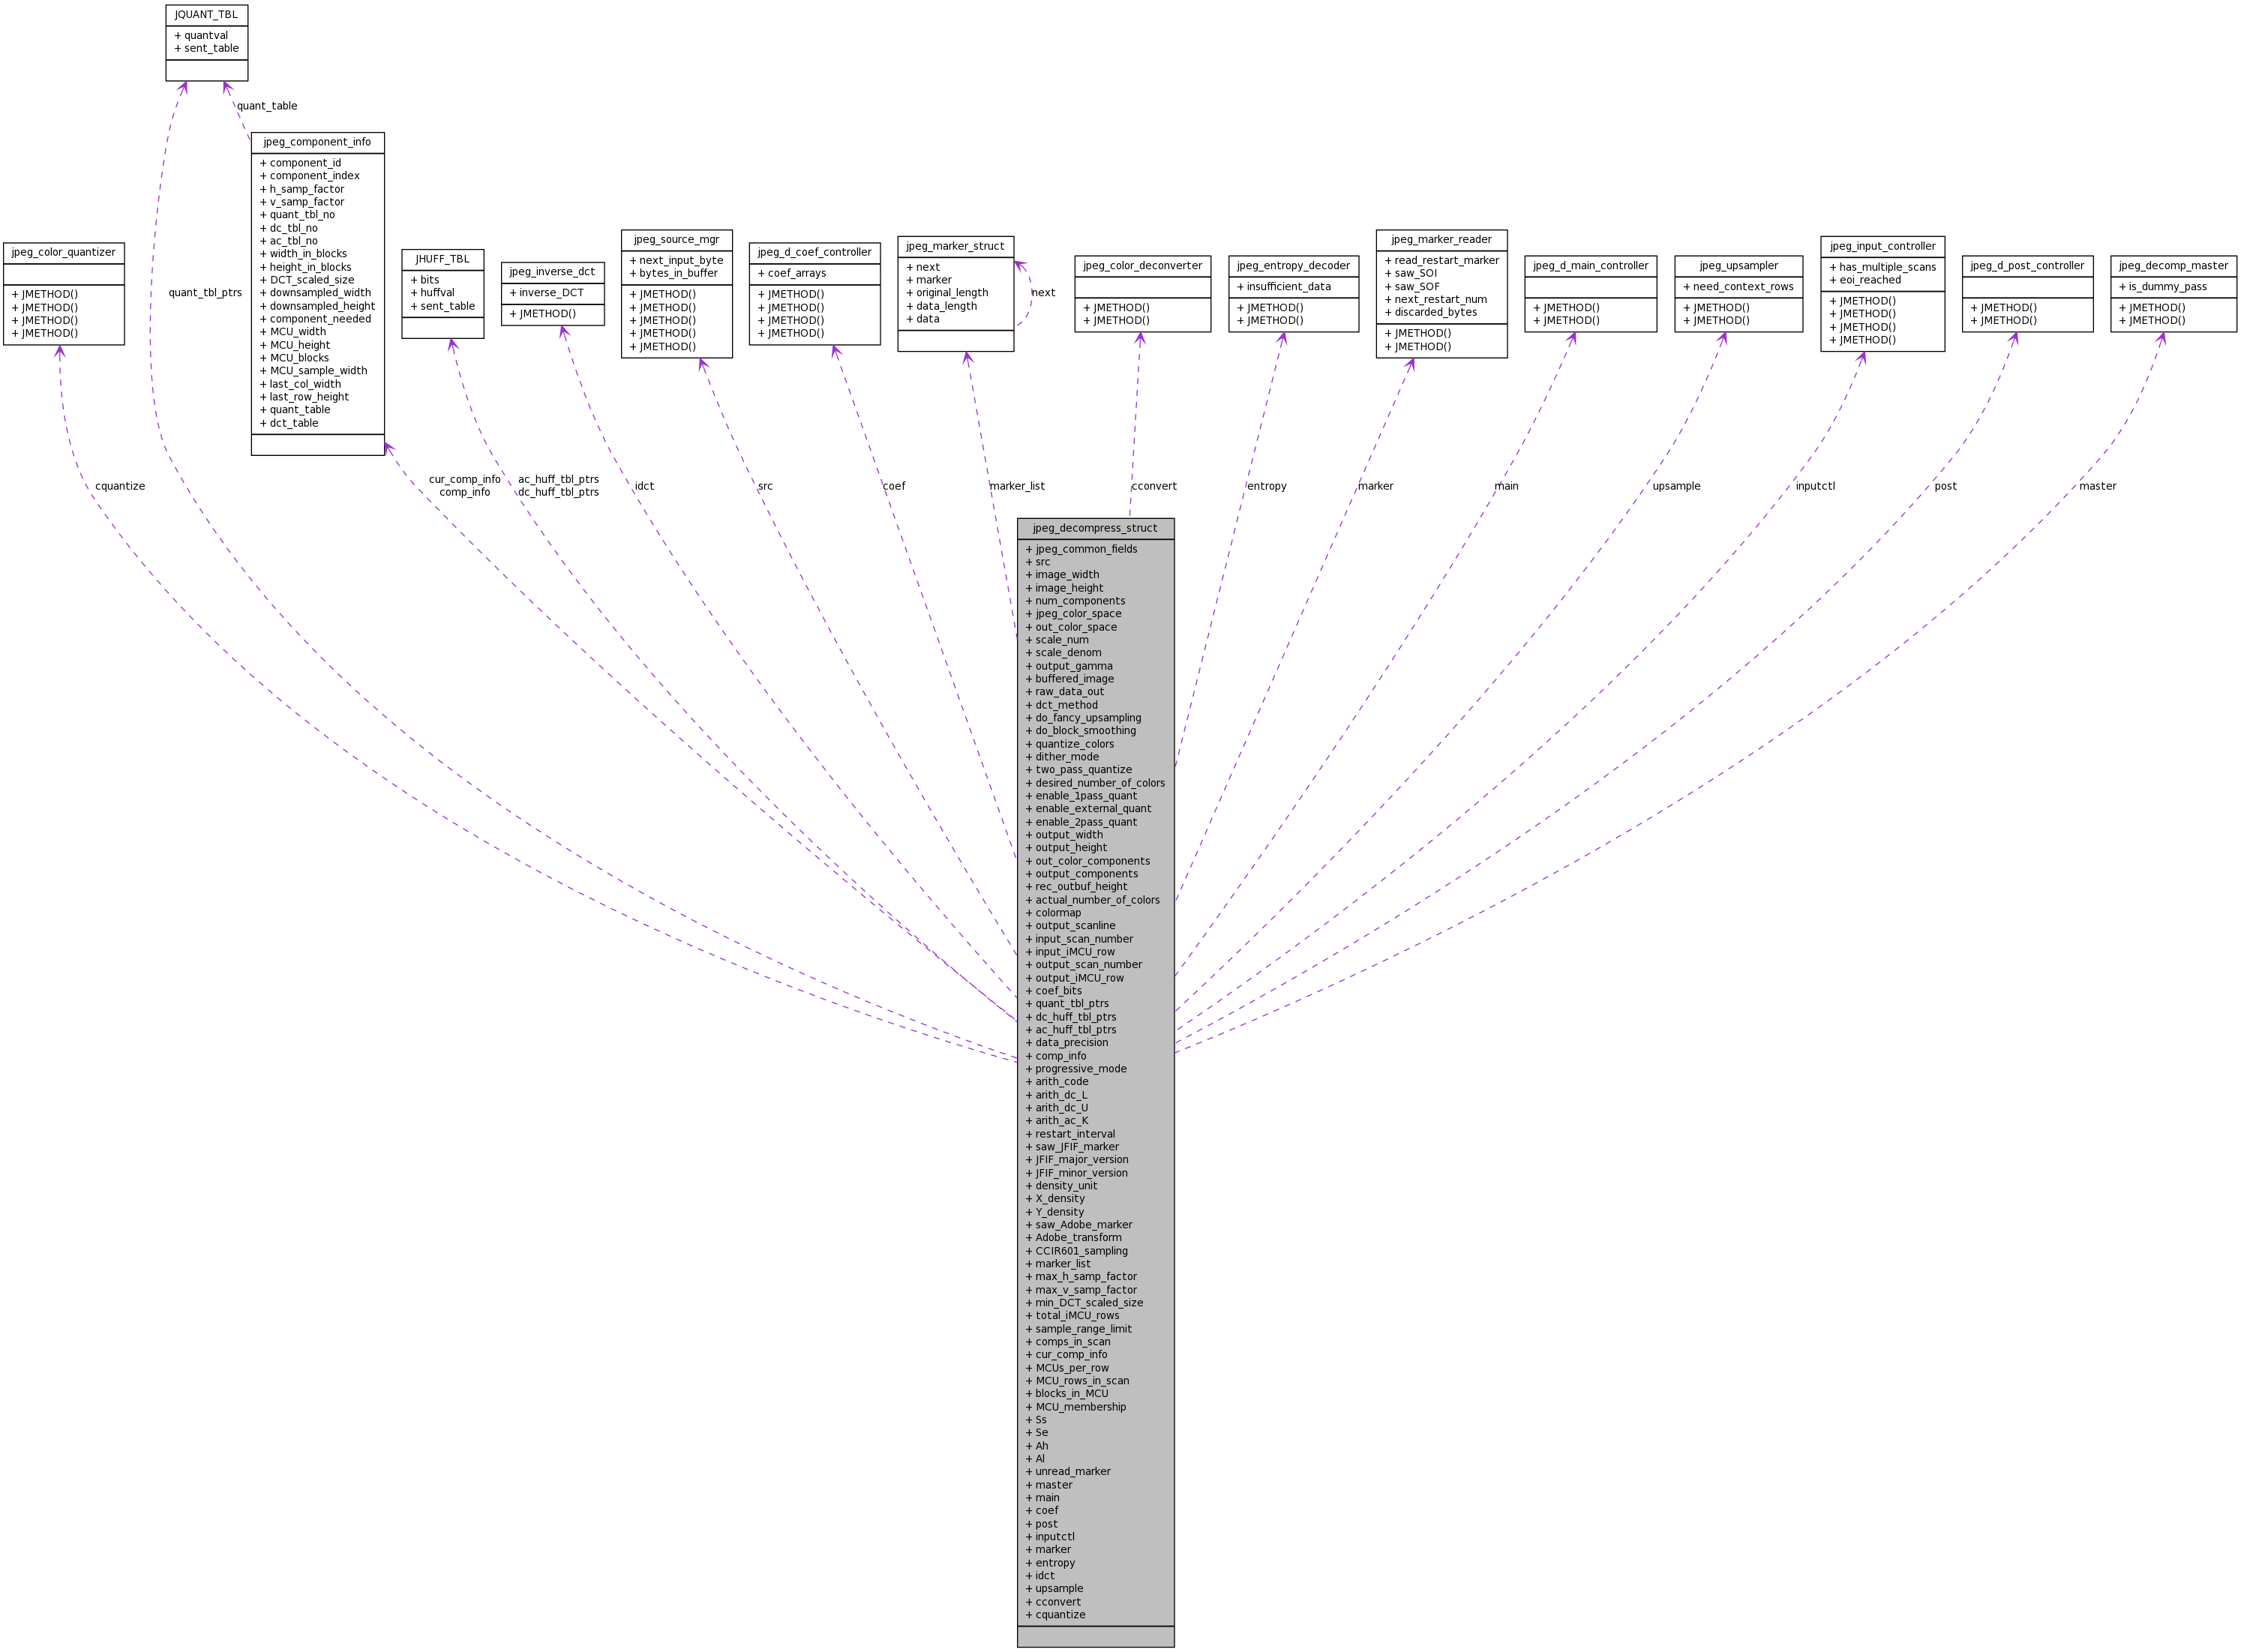 JQUANT_TBL
+ quantval
+ sent_table
quant_table
jpeg_component_info
+ component_id
+ component_index
+ h_samp_factor
+ v_samp_factor
+ quant_tbl_no
+ dc_tbl_no
+ ac_tbl_no
+ width_in_blocks
+ height_in_blocks
+ DCT_scaled_size
+ downsampled_width
+ downsampled_height
+ component_needed
+ MCU_width
+ MCU_height
+ MCU_blocks
+ MCU_sample_width
+ last_col_width
+ last_row_height
+ quant_table
+ dct_table
jpeg_color_quantizer
+ JMETHOD()
+ JMETHOD()
+ JMETHOD()
+ JMETHOD()
quant_tbl_ptrs
JHUFF_TBL
+ bits
+ huffval
+ sent_table
jpeg_inverse_dct
+ inverse_DCT
+ JMETHOD()
jpeg_source_mgr
+ next_input_byte
+ bytes_in_buffer
+ JMETHOD()
+ JMETHOD()
+ JMETHOD()
+ JMETHOD()
+ JMETHOD()
jpeg_d_coef_controller
+ coef_arrays
+ JMETHOD()
+ JMETHOD()
+ JMETHOD()
+ JMETHOD()
jpeg_marker_struct
+ next
+ marker
+ original_length
+ data_length
+ data
next
jpeg_color_deconverter
+ JMETHOD()
+ JMETHOD()
jpeg_entropy_decoder
+ insufficient_data
+ JMETHOD()
+ JMETHOD()
jpeg_marker_reader
+ read_restart_marker
+ saw_SOI
+ saw_SOF
+ next_restart_num
+ discarded_bytes
+ JMETHOD()
+ JMETHOD()
jpeg_d_main_controller
+ JMETHOD()
+ JMETHOD()
jpeg_upsampler
+ need_context_rows
+ JMETHOD()
+ JMETHOD()
jpeg_input_controller
+ has_multiple_scans
+ eoi_reached
+ JMETHOD()
+ JMETHOD()
+ JMETHOD()
+ JMETHOD()
jpeg_d_post_controller
+ JMETHOD()
+ JMETHOD()
jpeg_decomp_master
+ is_dummy_pass
+ JMETHOD()
+ JMETHOD()
cquantize
cur_comp_info
comp_info
ac_huff_tbl_ptrs
dc_huff_tbl_ptrs
idct
src
coef
marker_list
cconvert
entropy
marker
main
upsample
inputctl
post
master
jpeg_decompress_struct
+ jpeg_common_fields
+ src
+ image_width
+ image_height
+ num_components
+ jpeg_color_space
+ out_color_space
+ scale_num
+ scale_denom
+ output_gamma
+ buffered_image
+ raw_data_out
+ dct_method
+ do_fancy_upsampling
+ do_block_smoothing
+ quantize_colors
+ dither_mode
+ two_pass_quantize
+ desired_number_of_colors
+ enable_1pass_quant
+ enable_external_quant
+ enable_2pass_quant
+ output_width
+ output_height
+ out_color_components
+ output_components
+ rec_outbuf_height
+ actual_number_of_colors
+ colormap
+ output_scanline
+ input_scan_number
+ input_iMCU_row
+ output_scan_number
+ output_iMCU_row
+ coef_bits
+ quant_tbl_ptrs
+ dc_huff_tbl_ptrs
+ ac_huff_tbl_ptrs
+ data_precision
+ comp_info
+ progressive_mode
+ arith_code
+ arith_dc_L
+ arith_dc_U
+ arith_ac_K
+ restart_interval
+ saw_JFIF_marker
+ JFIF_major_version
+ JFIF_minor_version
+ density_unit
+ X_density
+ Y_density
+ saw_Adobe_marker
+ Adobe_transform
+ CCIR601_sampling
+ marker_list
+ max_h_samp_factor
+ max_v_samp_factor
+ min_DCT_scaled_size
+ total_iMCU_rows
+ sample_range_limit
+ comps_in_scan
+ cur_comp_info
+ MCUs_per_row
+ MCU_rows_in_scan
+ blocks_in_MCU
+ MCU_membership
+ Ss
+ Se
+ Ah
+ Al
+ unread_marker
+ master
+ main
+ coef
+ post
+ inputctl
+ marker
+ entropy
+ idct
+ upsample
+ cconvert
+ cquantize